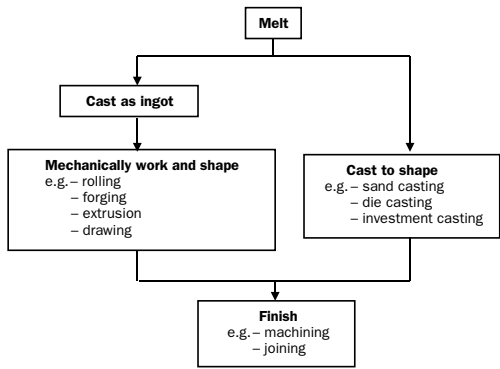 Melt
Cast as ingot
Mechanically work and shape
e.g. – rolling
– forging
– extrusion
– drawing
Cast to shape
e.g. – sand casting
– die casting
– investment casting
Finish
e.g. – machining
– joining